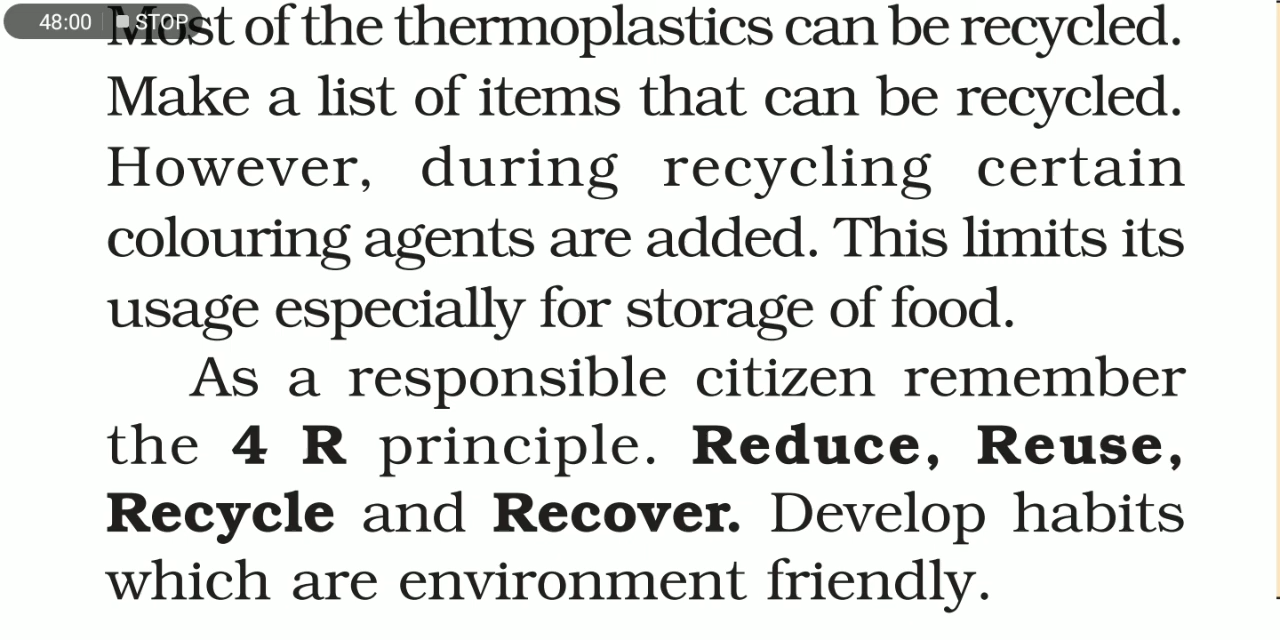 48:00 STOP
Most of the thermoplastics can be recycled.
Make a list of items that can be recycled.
However, during recycling certain
colouring agents are added. This limits its
usage especially for storage of food.
As a responsible citizen remember
the 4 R principle. Reduce, Reuse,
Recycle and Recover. Develop habits
which are environment friendly.